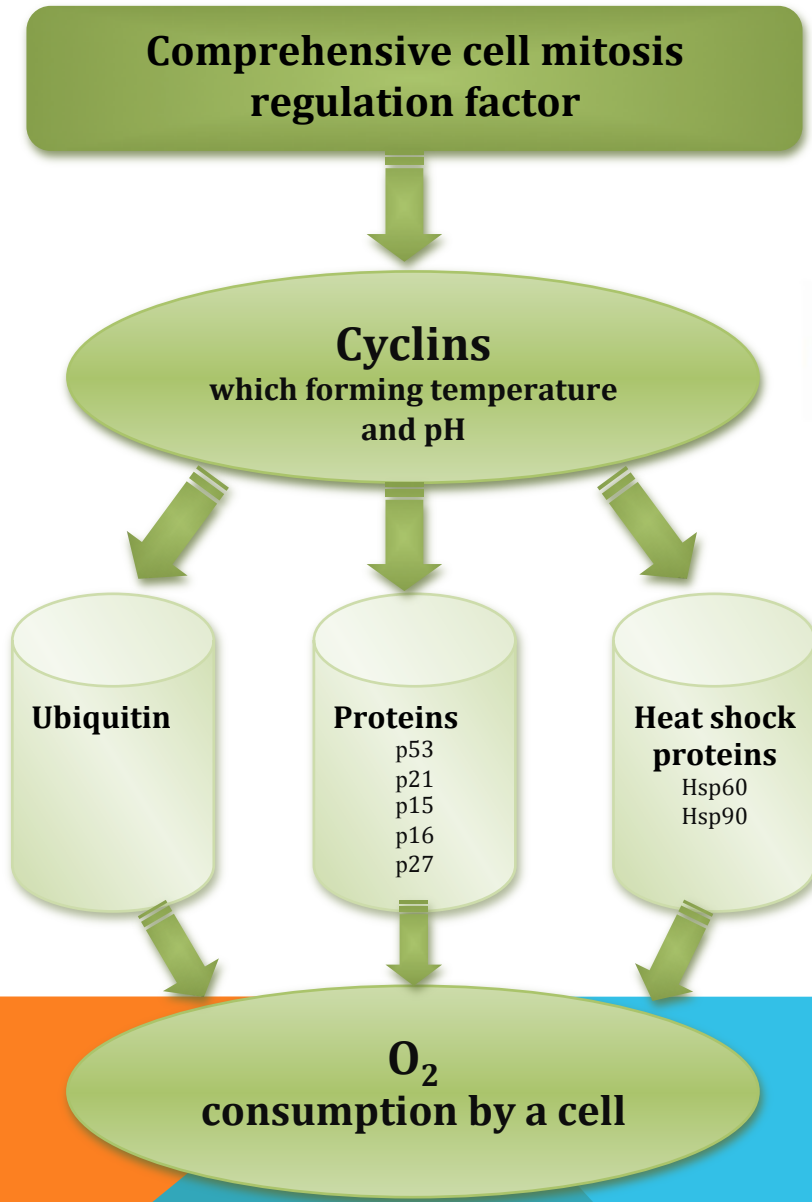 Comprehensive cell mitosis
regulation factor
Cyclins
which forming temperature
and pH
Ubiquitin
Proteins
p53
p21
p15
p16
p27
Heat shock
proteins
Hsp60
Hsp90
O₂
consumption by a cell